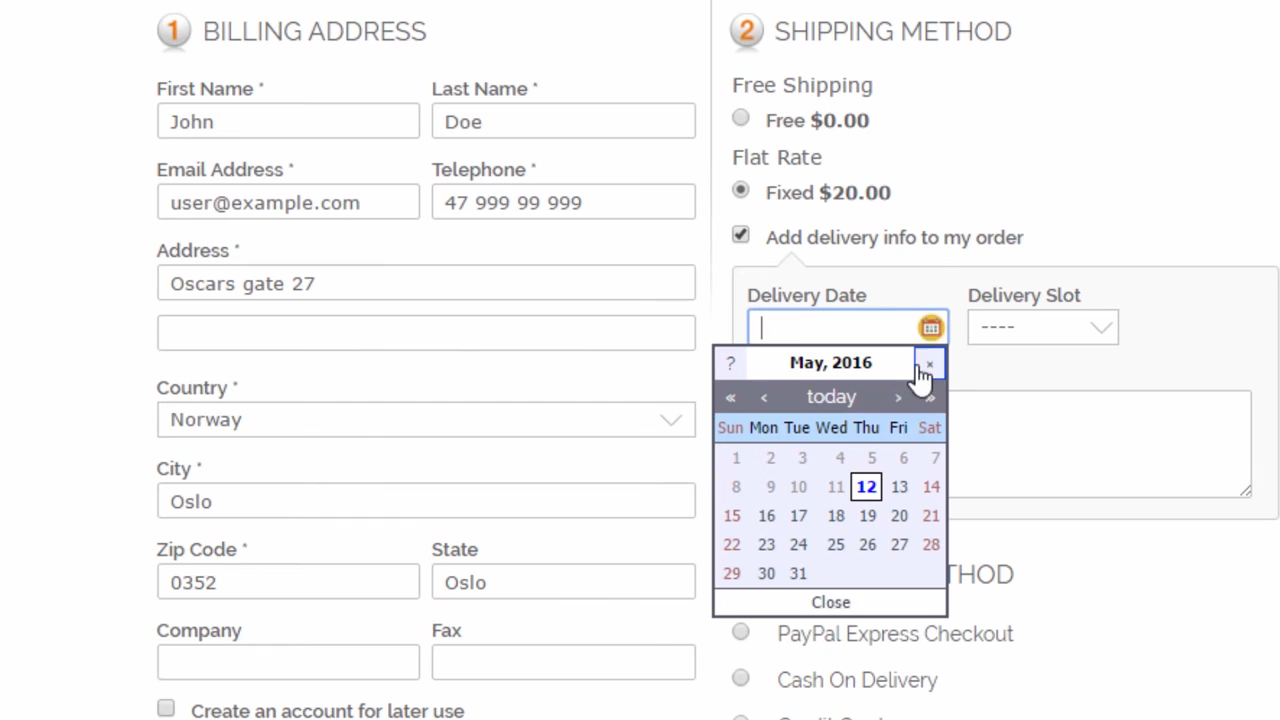 1 BILLING ADDRESS
First Name * Last Name *
John Doe
Email Address * Telephone *
user@example.com 47 999 99 999
Address *
Oscars gate 27
Country *
Norway
City *
Oslo
Zip Code * State
0352 Oslo
Company Fax
Create an account for later use
2 SHIPPING METHOD
Free Shipping
Free $0.00
Flat Rate
Fixed $20.00
Add delivery info to my order
Delivery Date Delivery Slot
----
? May, 2016 ×
« ‹ today › »
Sun Mon Tue Wed Thu Fri Sat
1 2 3 4 5 6 7
8 9 10 11 12 13 14
15 16 17 18 19 20 21
22 23 24 25 26 27 28
29 30 31
Close
THOD
PayPal Express Checkout
Cash On Delivery